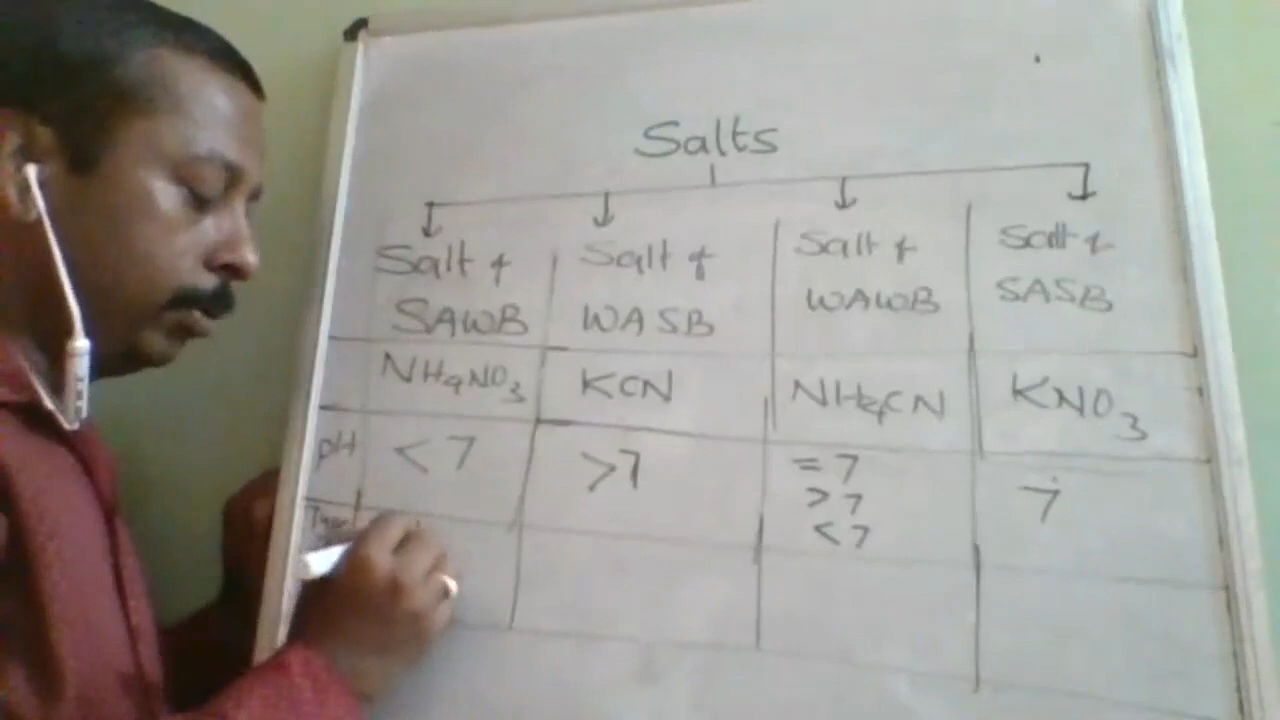 Salts
Salt of Salt of Salt of Salt of
SAWB WASB WAWB SASB
NH4NO3 KCN NH4CN KNO3
pH < 7 >7 = 7 7
> 7
< 7